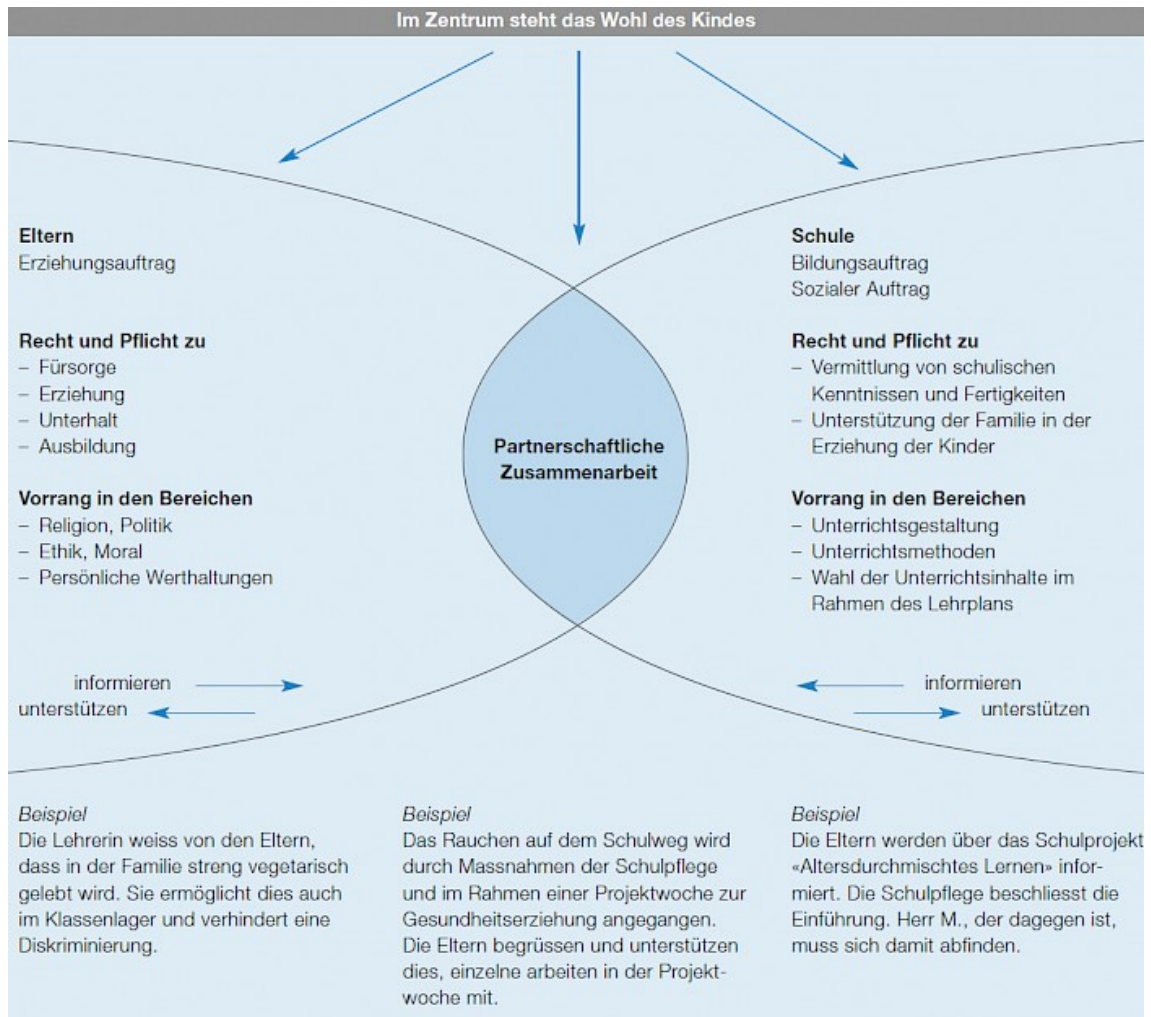 Im Zentrum steht das Wohl des Kindes
Eltern
Erziehungsauftrag
Recht und Pflicht zu
– Fürsorge
– Erziehung
– Unterhalt
– Ausbildung
Vorrang in den Bereichen
– Religion, Politik
– Ethik, Moral
– Persönliche Werthaltungen
informieren
unterstützen
Partnerschaftliche
Zusammenarbeit
Schule
Bildungsauftrag
Sozialer Auftrag
Recht und Pflicht zu
– Vermittlung von schulischen
Kenntnissen und Fertigkeiten
– Unterstützung der Familie in der
Erziehung der Kinder
Vorrang in den Bereichen
– Unterrichtsgestaltung
– Unterrichtsmethoden
– Wahl der Unterrichtsinhalte im
Rahmen des Lehrplans
informieren
unterstützen
Beispiel
Die Lehrerin weiss von den Eltern,
dass in der Familie streng vegetarisch
gelebt wird. Sie ermöglicht dies auch
im Klassenlager und verhindert eine
Diskriminierung.
Beispiel
Das Rauchen auf dem Schulweg wird
durch Massnahmen der Schulpflege
und im Rahmen einer Projektwoche zur
Gesundheitserziehung angegangen.
Die Eltern begrüssen und unterstützen
dies, einzelne arbeiten in der Projekt-
woche mit.
Beispiel
Die Eltern werden über das Schulprojekt
«Altersdurchmischtes Lernen» infor-
miert. Die Schulpflege beschliesst die
Einführung. Herr M., der dagegen ist,
muss sich damit abfinden.